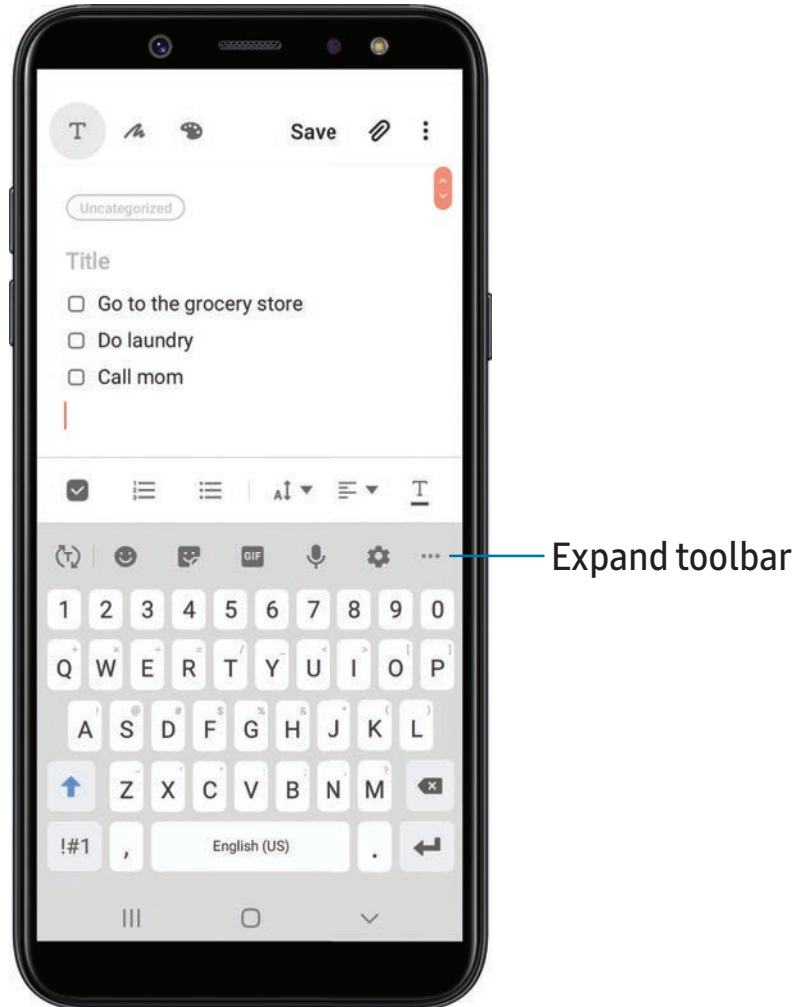 T Save
Uncategorized
Title
Go to the grocery store
Do laundry
Call mom
A T
T GIF
Expand toolbar
1 2 3 4 5 6 7 8 9 0
Q W E R T Y U I O P
A S D F G H J K L
Z X C V B N M
!#1 , English (US) .